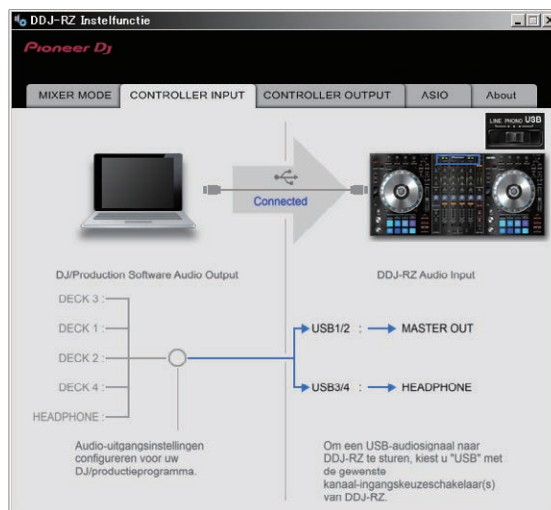 DDJ-RZ Instelfunctie
Pioneer Dj
MIXER MODE
CONTROLLER INPUT
CONTROLLER OUTPUT
ASIO
About
LINE PHONO USB
Connected
DJ/Production Software Audio Output
DDJ-RZ Audio Input
DECK 3 :
DECK 1 :
DECK 2 :
DECK 4 :
HEADPHONE :
USB1/2 : MASTER OUT
USB3/4 : HEADPHONE
Audio-uitgangsinstellingen
configureren voor uw
DJ/productieprogramma.
Om een USB-audiosignaal naar
DDJ-RZ te sturen, kiest u "USB" met
de gewenste
kanaal-ingangskeuzeschakelaar(s)
van DDJ-RZ.